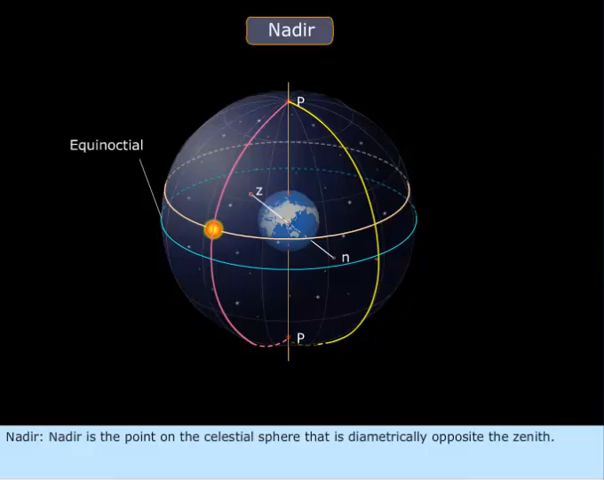 Nadir
P
Equinoctial
z
n
P
Nadir: Nadir is the point on the celestial sphere that is diametrically opposite the zenith.